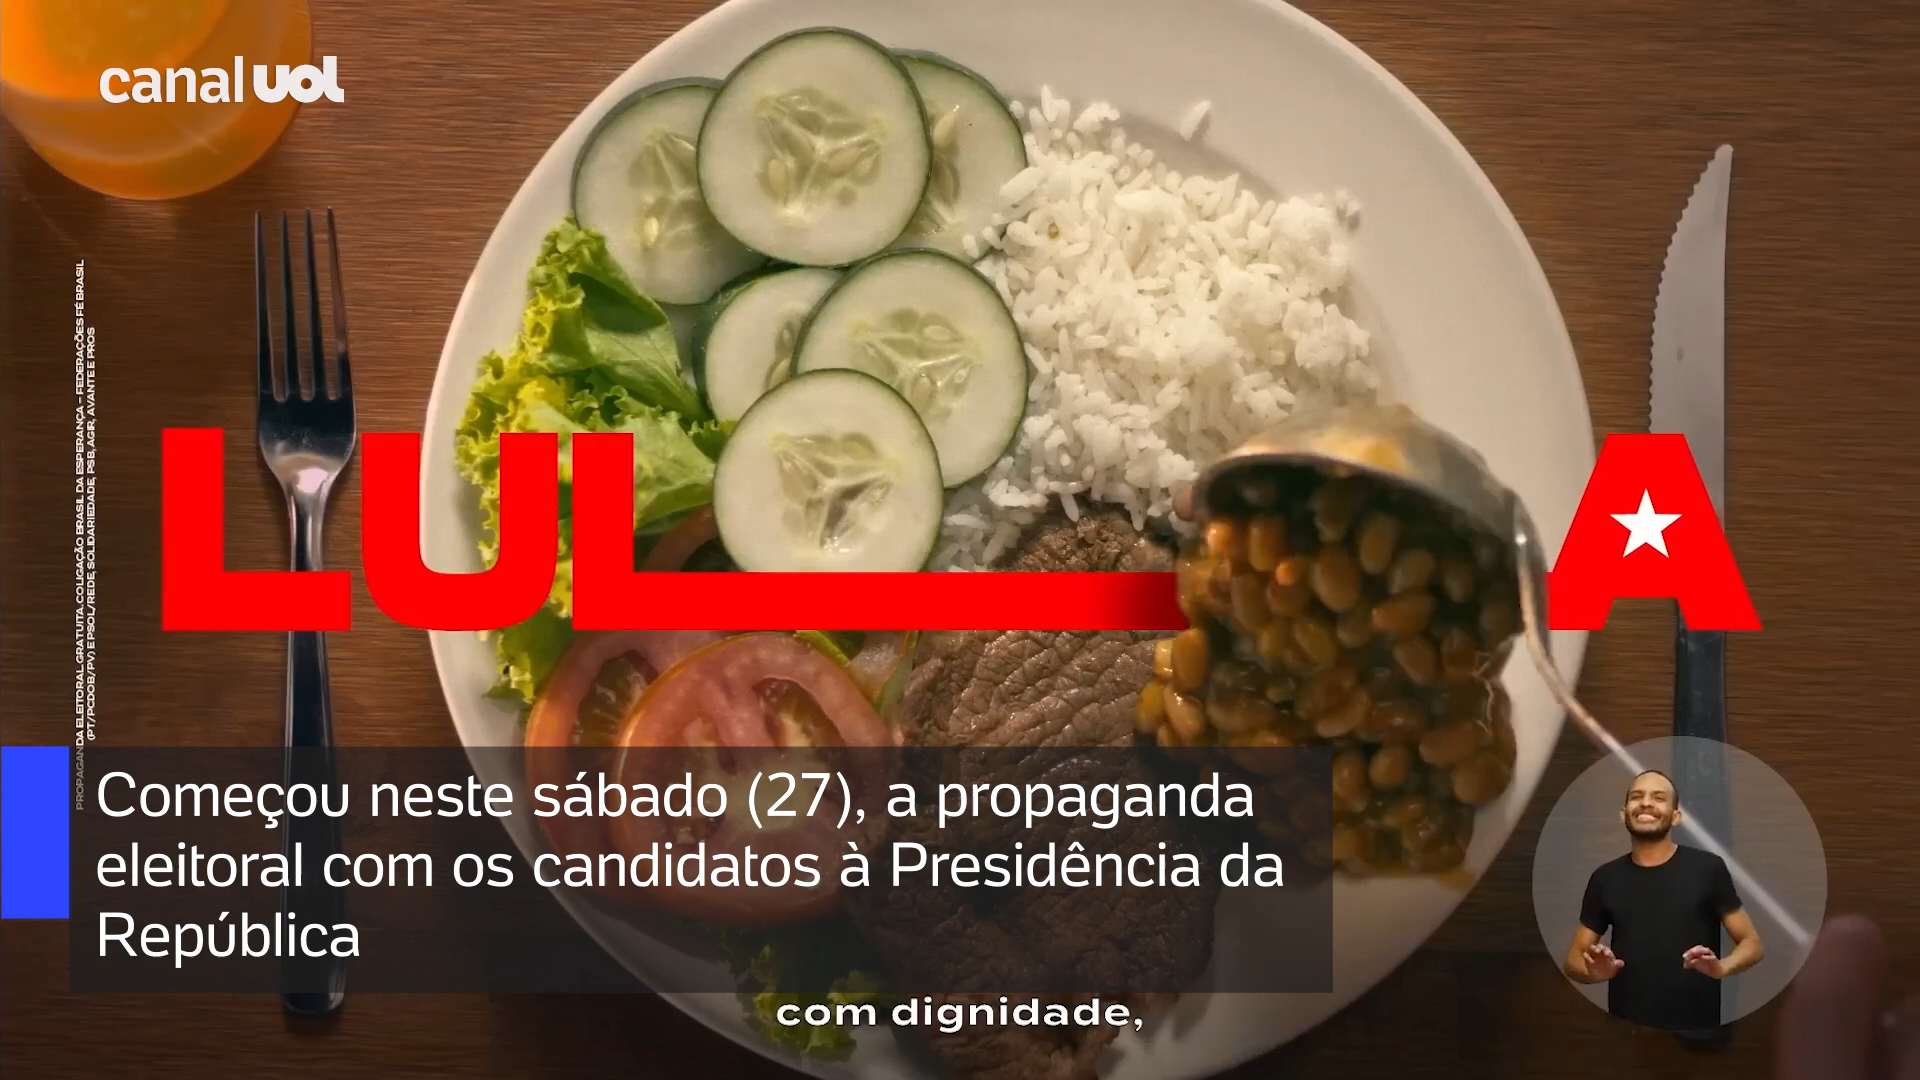 canal uol
PROPAGANDA ELEITORAL GRATUITA. COLIGAÇÃO BRASIL DA ESPERANÇA – FEDERAÇÕES FÉ BRASIL
(PT/PCDOB/PV) E PSOL/REDE, SOLIDARIEDADE, PSB, AGIR, AVANTE E PROS
LULA
Começou neste sábado (27), a propaganda
eleitoral com os candidatos à Presidência da
República
com dignidade,